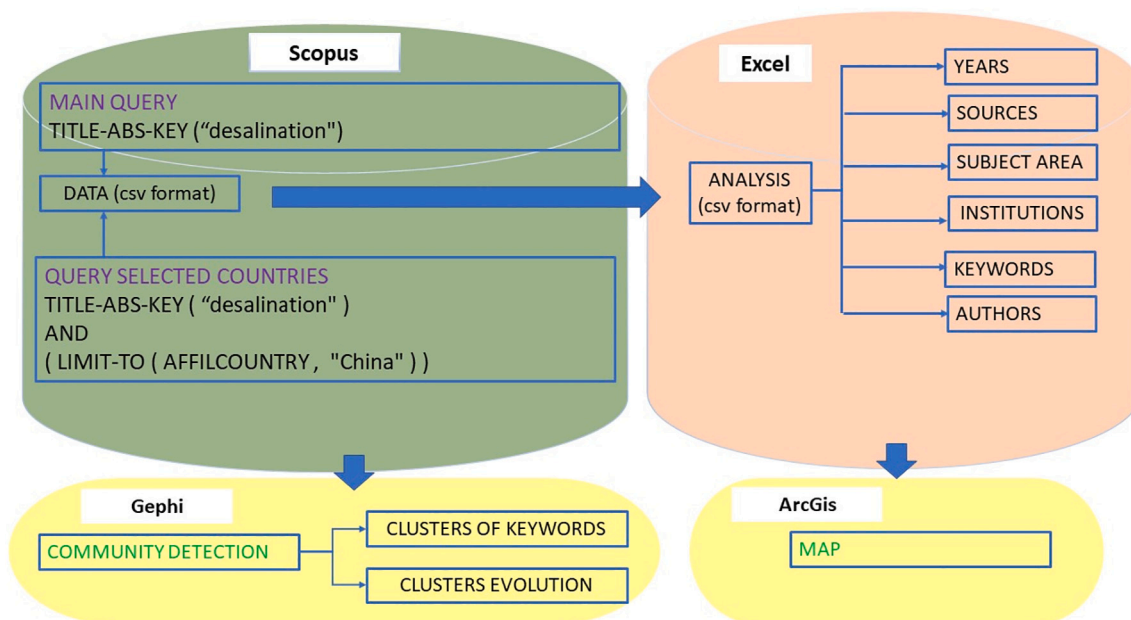 Scopus
MAIN QUERY
TITLE-ABS-KEY (“desalination")
DATA (csv format)
QUERY SELECTED COUNTRIES
TITLE-ABS-KEY ( “desalination" )
AND
( LIMIT-TO ( AFFILCOUNTRY , "China" ) )
Excel
ANALYSIS
(csv format)
YEARS
SOURCES
SUBJECT AREA
INSTITUTIONS
KEYWORDS
AUTHORS
Gephi
COMMUNITY DETECTION
CLUSTERS OF KEYWORDS
CLUSTERS EVOLUTION
ArcGis
MAP